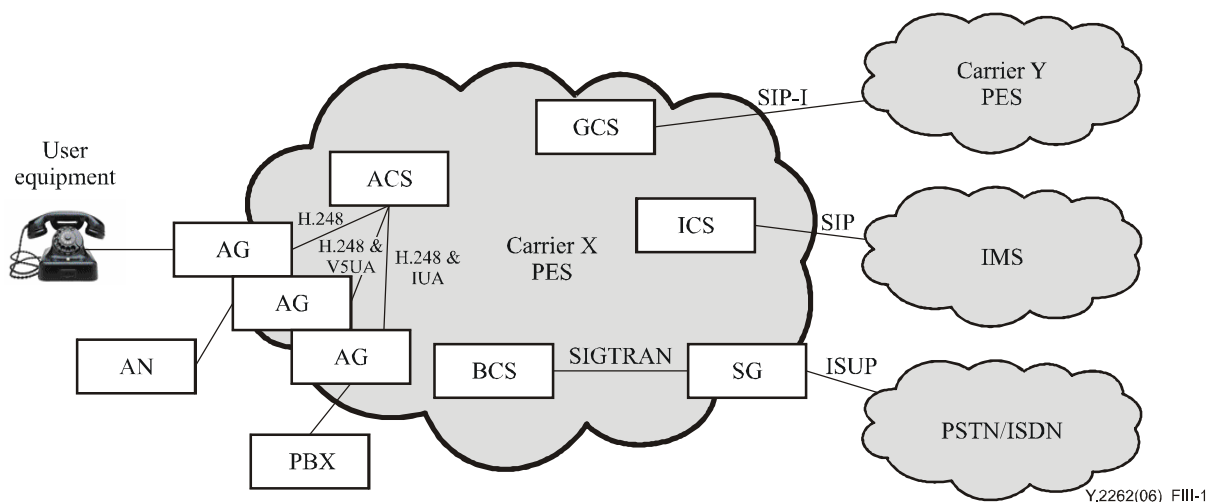 Carrier Y
PES
SIP-I
GCS
User
equipment
ACS
H.248
ICS
SIP
AG
H.248 &
V5UA
H.248 &
IUA
Carrier X
PES
IMS
AG
AN
AG
BCS
SIGTRAN
SG
ISUP
PBX
PSTN/ISDN
Y.2262(06)_FIII-1